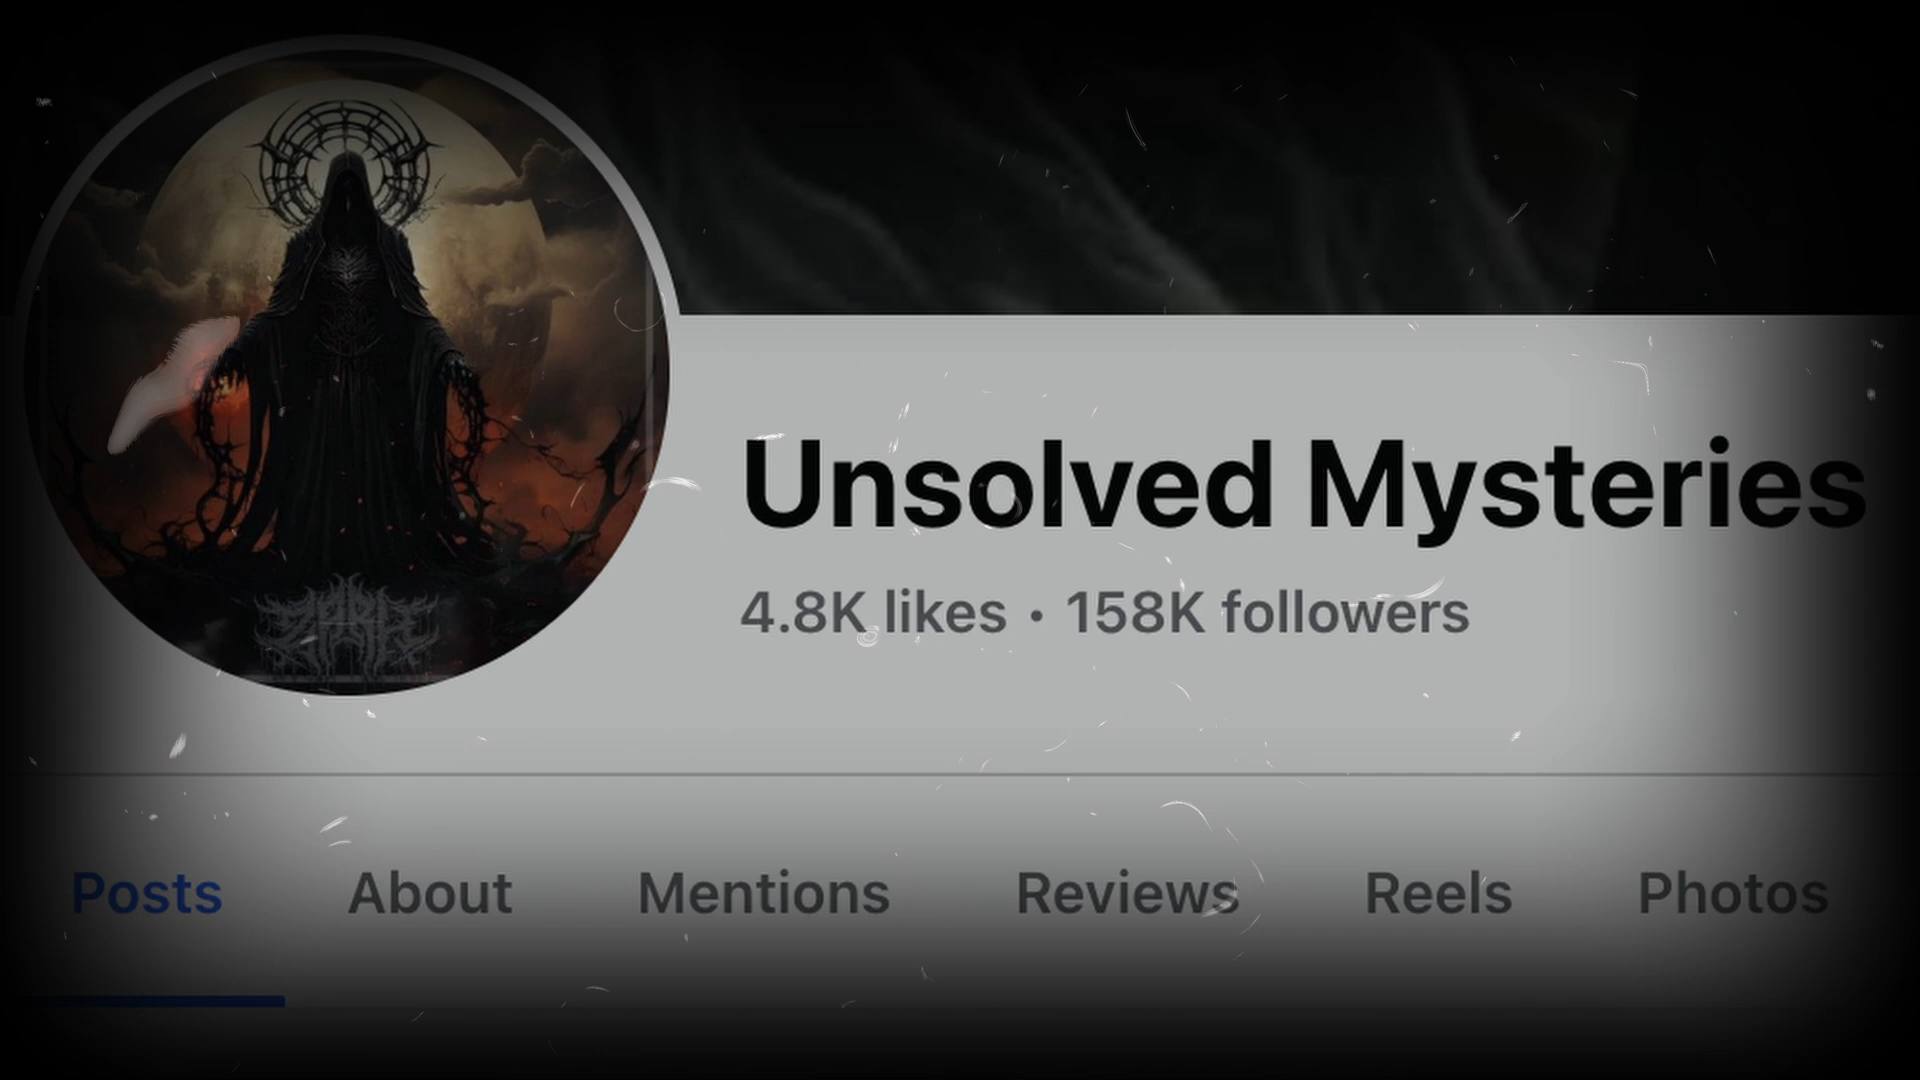 Unsolved Mysteries
4.8K likes • 158K followers
Posts About Mentions Reviews Reels Photos